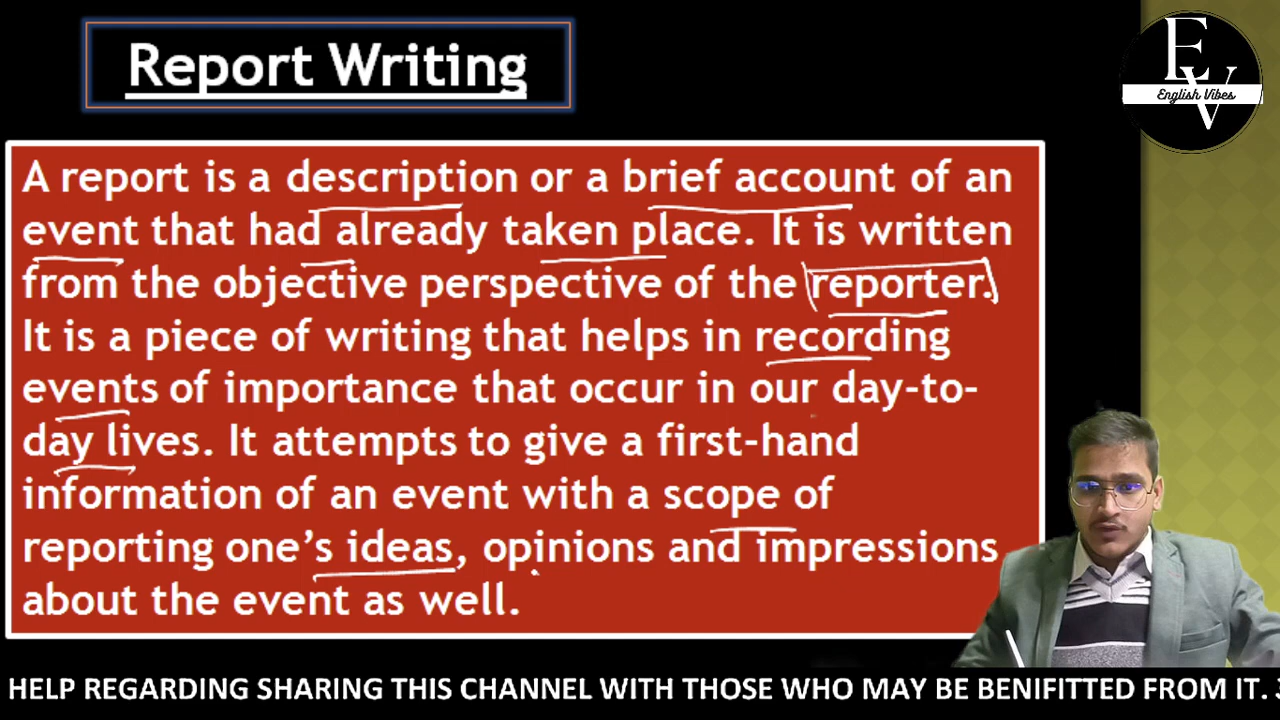 Report Writing
E
V
English Vibes
A report is a description or a brief account of an
event that had already taken place. It is written
from the objective perspective of the reporter.
It is a piece of writing that helps in recording
events of importance that occur in our day-to-
day lives. It attempts to give a first-hand
information of an event with a scope of
reporting one's ideas, opinions and impressions
about the event as well.
HELP REGARDING SHARING THIS CHANNEL WITH THOSE WHO MAY BE BENIFITTED FROM IT.